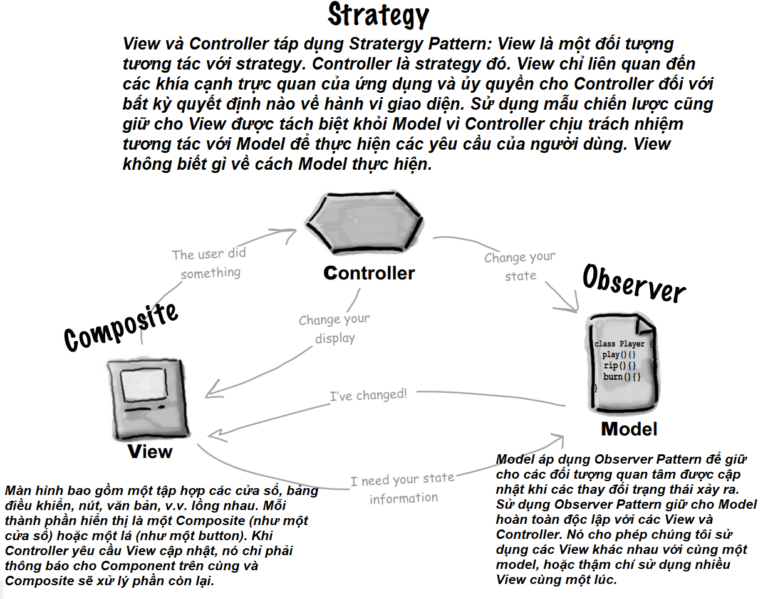 Strategy
View và Controller táp dụng Stratergy Pattern: View là một đối tượng
tương tác với strategy. Controller là strategy đó. View chỉ liên quan đến
các khía cạnh trực quan của ứng dụng và ủy quyền cho Controller đối với
bất kỳ quyết định nào về hành vi giao diện. Sử dụng mẫu chiến lược cũng
giữ cho View được tách biệt khỏi Model vì Controller chịu trách nhiệm
tương tác với Model để thực hiện các yêu cầu của người dùng. View
không biết gì về cách Model thực hiện.
The user did
something
Controller
Change your
state
Observer
Composite
Change your
display
class Player {
play(){}
rip(){}
burn(){}
}
I've changed!
View
Model
I need your state
information
Màn hình bao gồm một tập hợp các cửa sổ, bảng
điều khiển, nút, văn bản, v.v. lồng nhau. Mỗi
thành phần hiển thị là một Composite (như một
cửa sổ) hoặc một lá (như một button). Khi
Controller yêu cầu View cập nhật, nó chỉ phải
thông báo cho Component trên cùng và
Composite sẽ xử lý phần còn lại.
Model áp dụng Observer Pattern để giữ
cho các đối tượng quan tâm được cập
nhật khi các thay đổi trạng thái xảy ra.
Sử dụng Observer Pattern giữ cho Model
hoàn toàn độc lập với các View và
Controller. Nó cho phép chúng tôi sử
dụng các View khác nhau với cùng một
model, hoặc thậm chí sử dụng nhiều
View cùng một lúc.